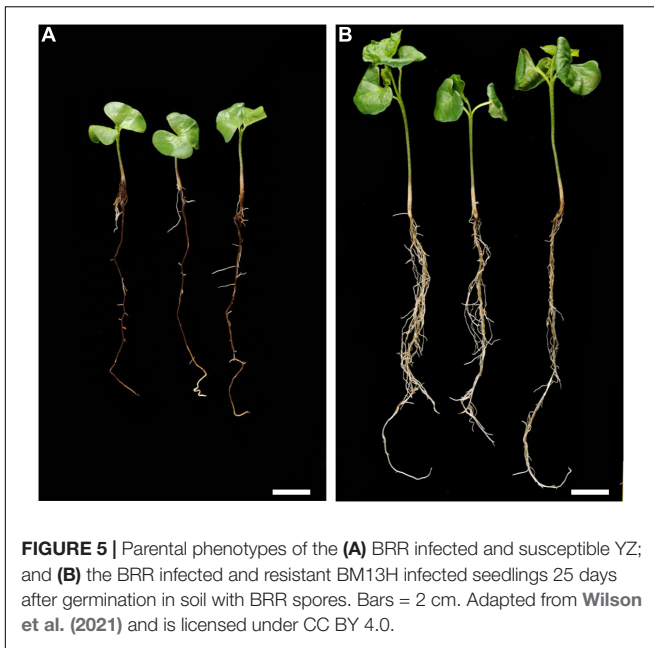 A
B
FIGURE 5 | Parental phenotypes of the (A) BRR infected and susceptible YZ;
and (B) the BRR infected and resistant BM13H infected seedlings 25 days
after germination in soil with BRR spores. Bars = 2 cm. Adapted from Wilson
et al. (2021) and is licensed under CC BY 4.0.